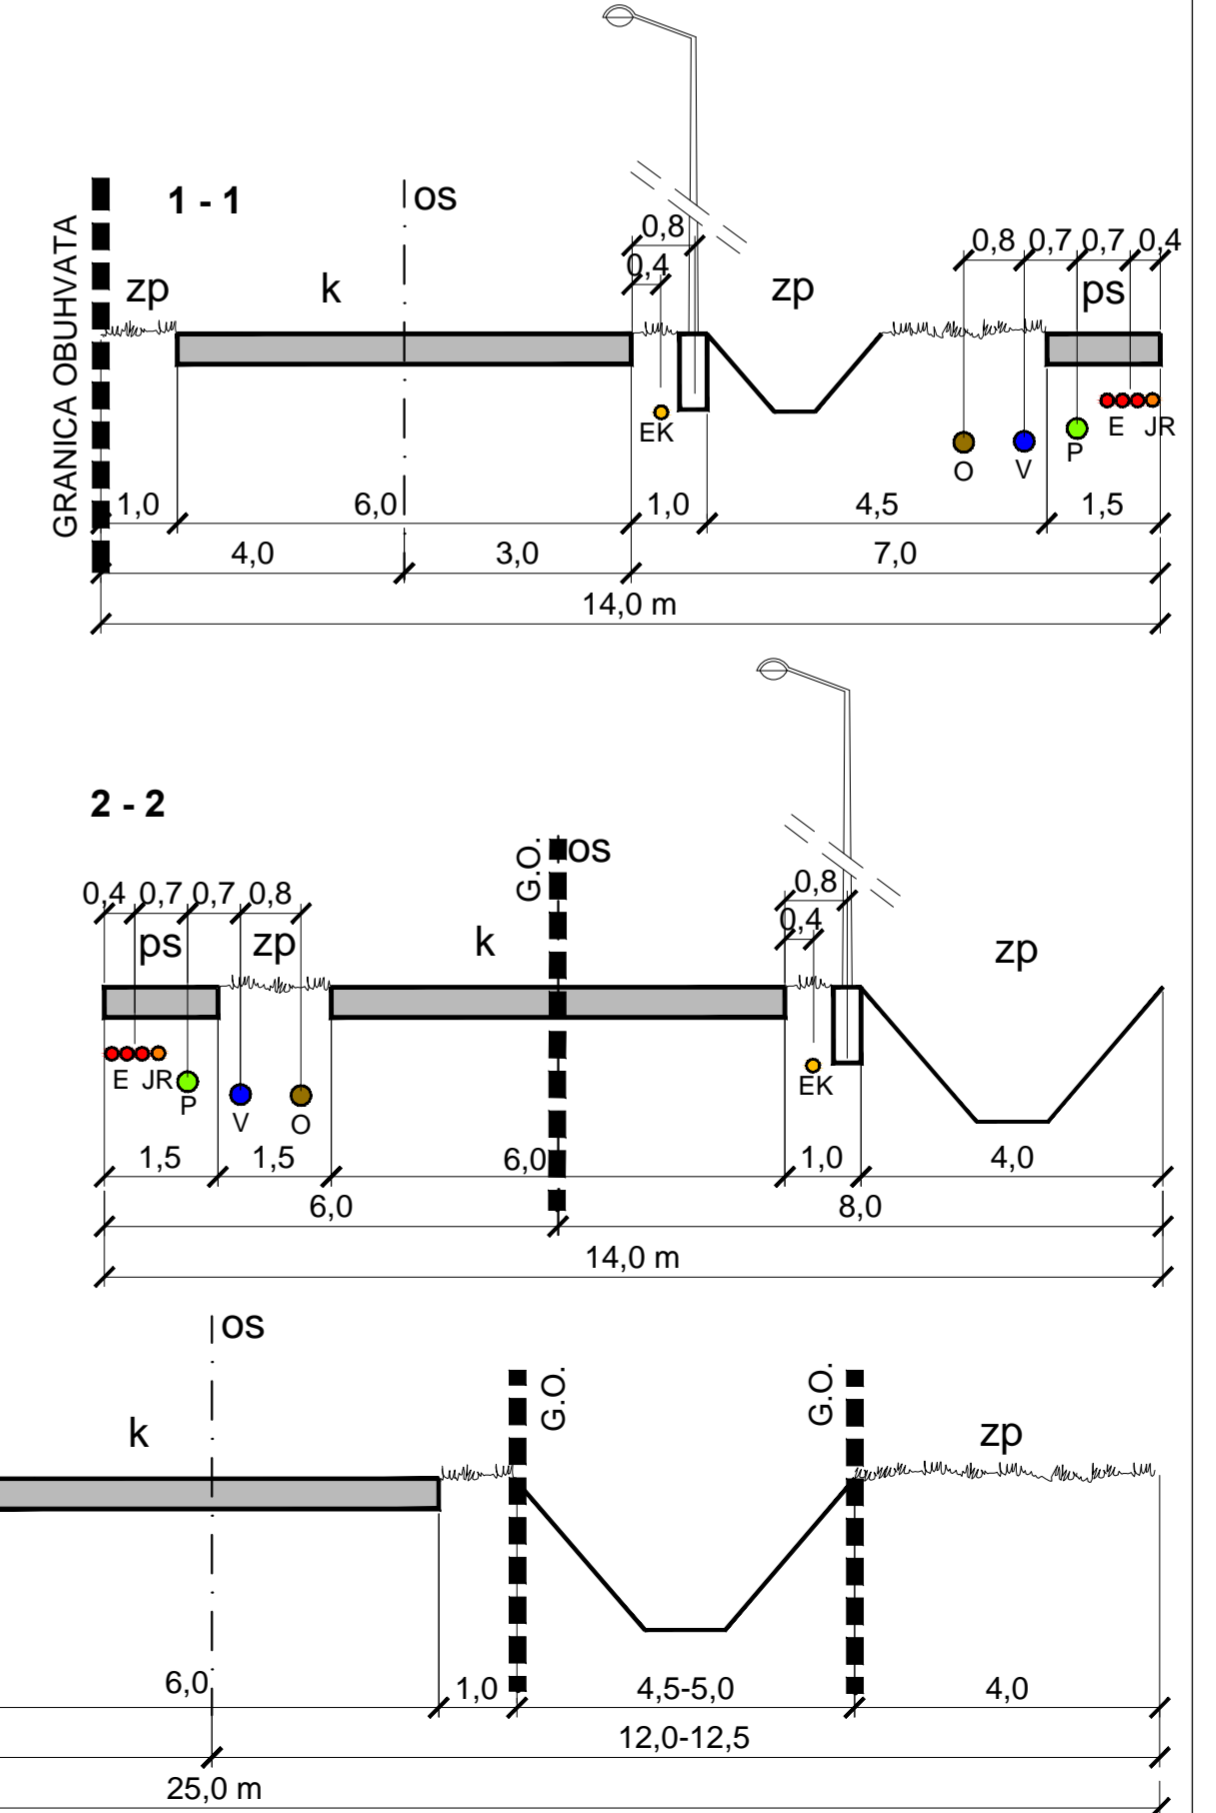 1 - 1
os
GRANICA OBUHVATA
zp
k
0,8
0,4
zp
0,8 0,7 0,7 0,4
ps
EK
O
V
P
E JR
1,0 6,0 1,0 4,5 1,5
4,0 3,0 7,0
14,0 m
2 - 2
G.O.
os
0,4 0,7 0,7 0,8
ps
zp
k
0,8
0,4
zp
E JR
P
V
O
EK
1,5 1,5 6,0 1,0 4,0
6,0 8,0
14,0 m
os
k
G.O.
G.O.
zp
6,0 1,0 4,5-5,0 4,0
12,0-12,5
25,0 m